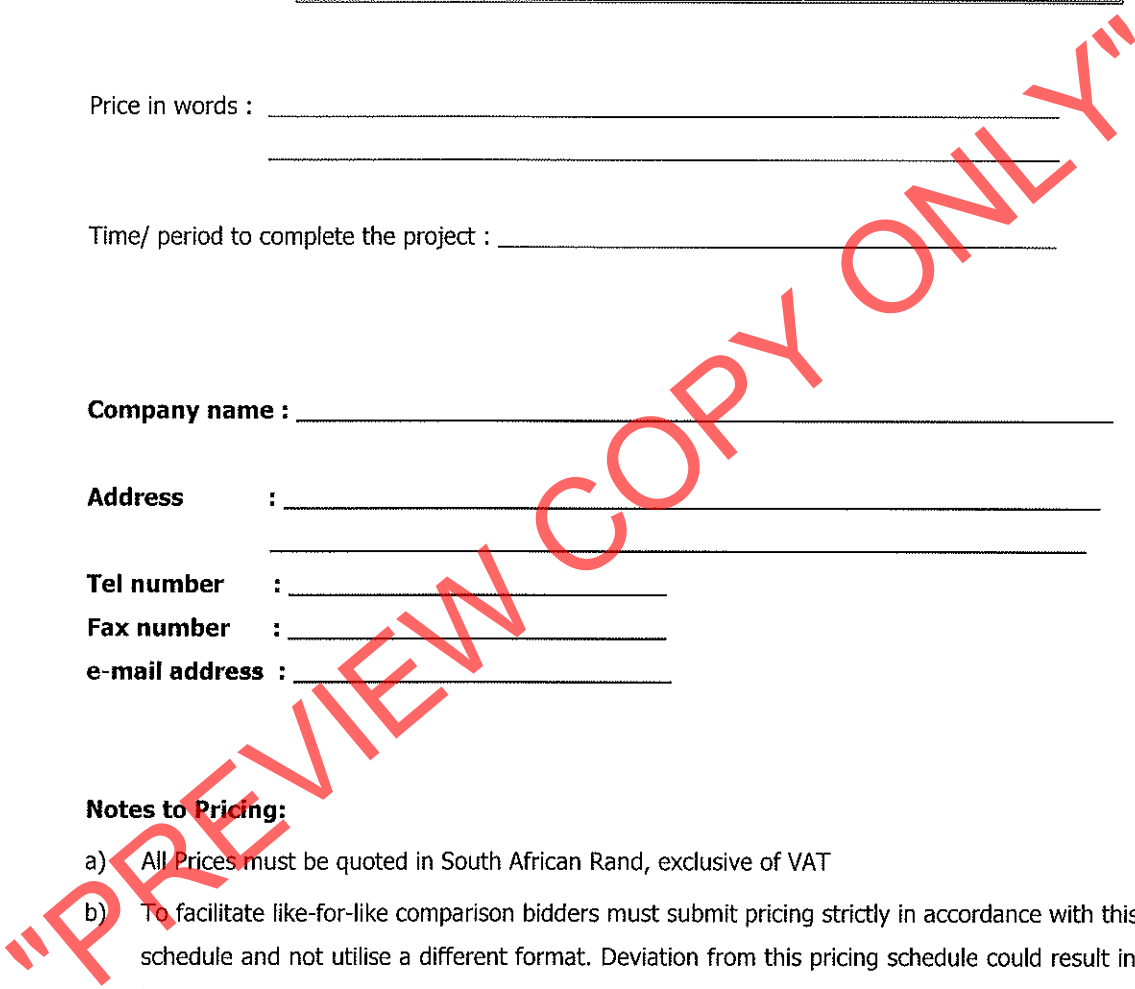 Price in words :
Time/ period to complete the project :
Company name :
Address :
Tel number :
Fax number :
e-mail address :
Notes to Pricing:
a) All Prices must be quoted in South African Rand, exclusive of VAT
b) To facilitate like-for-like comparison bidders must submit pricing strictly in accordance with this
schedule and not utilise a different format. Deviation from this pricing schedule could result in
"PREVIEW COPY ONLY"